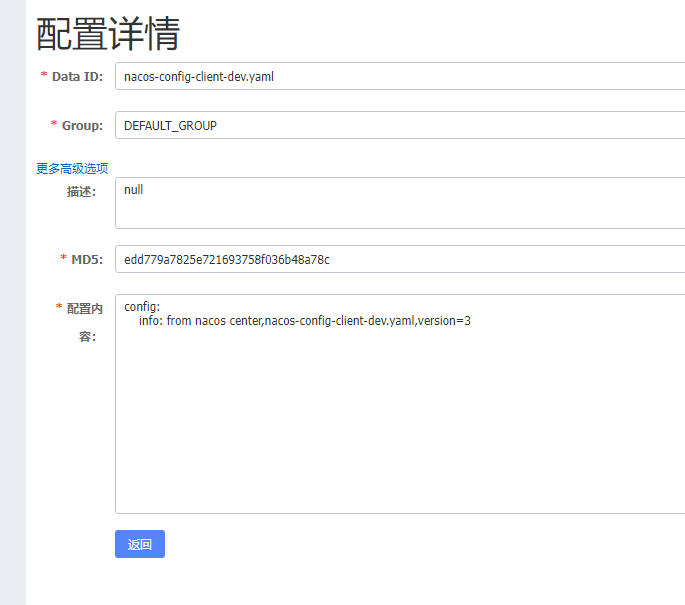 配置详情
* Data ID: nacos-config-client-dev.yaml
* Group: DEFAULT_GROUP
更多高级选项
描述: null
* MD5: edd779a7825e721693758f036b48a78c
* 配置内容: config:
info: from nacos center,nacos-config-client-dev.yaml,version=3
返回